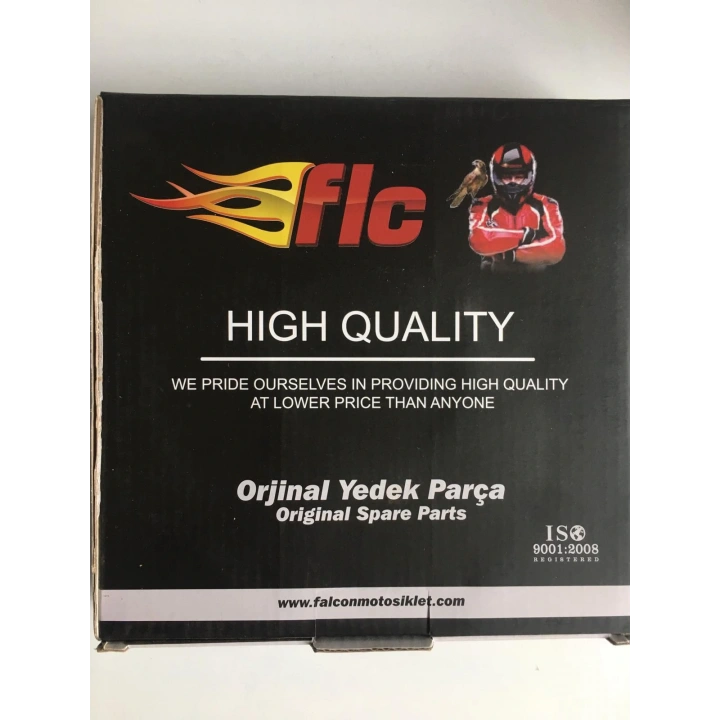 flc
HIGH QUALITY
WE PRIDE OURSELVES IN PROVIDING HIGH QUALITY
AT LOWER PRICE THAN ANYONE
Orjinal Yedek Parça
Original Spare Parts
ISO
9001:2008
REGISTERED
www.falconmotosiklet.com